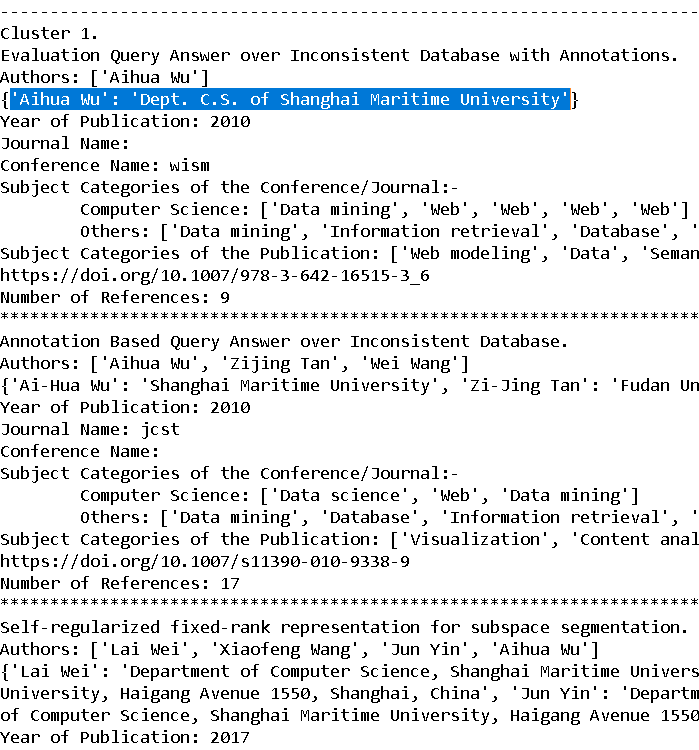 ----------------------------------------------------------------------
Cluster 1.
Evaluation Query Answer over Inconsistent Database with Annotations.
Authors: ['Aihua Wu']
{'Aihua Wu': 'Dept. C.S. of Shanghai Maritime University'}
Year of Publication: 2010
Journal Name:
Conference Name: wism
Subject Categories of the Conference/Journal:-
        Computer Science: ['Data mining', 'Web', 'Web', 'Web', 'Web']
        Others: ['Data mining', 'Information retrieval', 'Database', '
Subject Categories of the Publication: ['Web modeling', 'Data', 'Seman
https://doi.org/10.1007/978-3-642-16515-3_6
Number of References: 9
**********************************************************************
Annotation Based Query Answer over Inconsistent Database.
Authors: ['Aihua Wu', 'Zijing Tan', 'Wei Wang']
{'Ai-Hua Wu': 'Shanghai Maritime University', 'Zi-Jing Tan': 'Fudan Un
Year of Publication: 2010
Journal Name: jcst
Conference Name:
Subject Categories of the Conference/Journal:-
        Computer Science: ['Data science', 'Web', 'Data mining']
        Others: ['Data mining', 'Database', 'Information retrieval', '
Subject Categories of the Publication: ['Visualization', 'Content anal
https://doi.org/10.1007/s11390-010-9338-9
Number of References: 17
**********************************************************************
Self-regularized fixed-rank representation for subspace segmentation.
Authors: ['Lai Wei', 'Xiaofeng Wang', 'Jun Yin', 'Aihua Wu']
{'Lai Wei': 'Department of Computer Science, Shanghai Maritime Univers
University, Haigang Avenue 1550, Shanghai, China', 'Jun Yin': 'Departm
of Computer Science, Shanghai Maritime University, Haigang Avenue 1550
Year of Publication: 2017